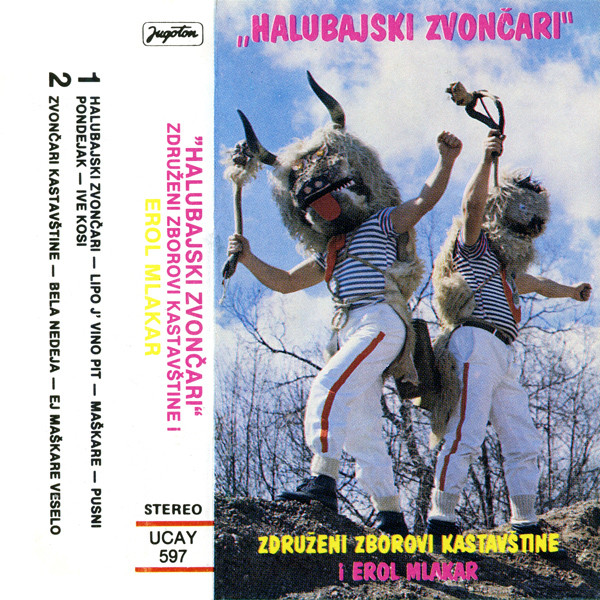 Jugoton
1 HALUBAJSKI ZVONČARI — LIPO J' VINO PIT — MAŠKARE — PUSNI
PONDEJAK — IVE KOSI
2 ZVONČARI KASTAVŠTINE — BELA NEDEJA — EJ MAŠKARE VESELO
"HALUBAJSKI ZVONČARI"
ZDRUŽENI ZBOROVI KASTAVŠTINE i
EROL MLAKAR
STEREO
UCAY
597
„HALUBAJSKI ZVONČARI"
ZDRUŽENI ZBOROVI KASTAVŠTINE
i EROL MLAKAR